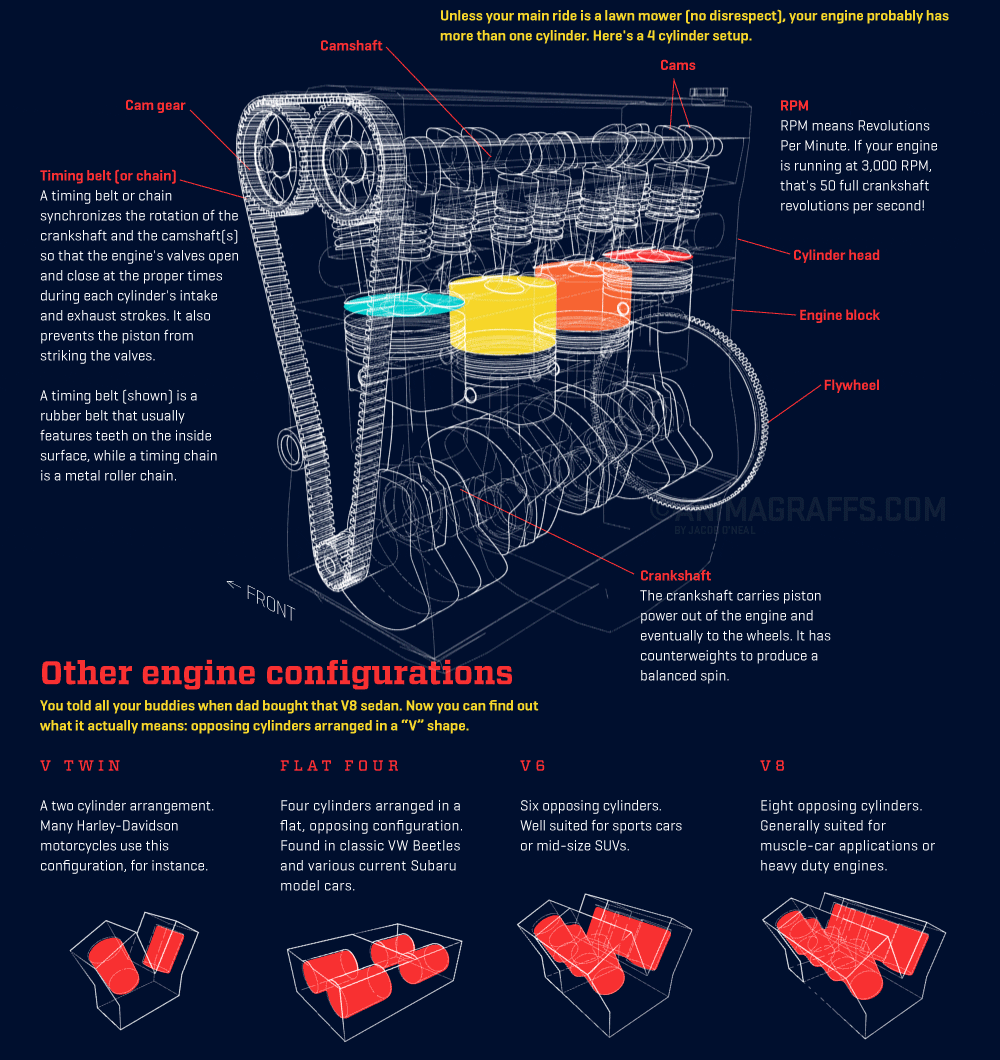 Unless your main ride is a lawn mower (no disrespect), your engine probably has
more than one cylinder. Here's a 4 cylinder setup.
Camshaft
Cams
Cam gear
RPM
RPM means Revolutions
Per Minute. If your engine
is running at 3,000 RPM,
that's 50 full crankshaft
revolutions per second!
Timing belt (or chain)
A timing belt or chain
synchronizes the rotation of the
crankshaft and the camshaft(s)
so that the engine's valves open
and close at the proper times
during each cylinder's intake
and exhaust strokes. It also
prevents the piston from
striking the valves.
A timing belt (shown) is a
rubber belt that usually
features teeth on the inside
surface, while a timing chain
is a metal roller chain.
Cylinder head
Engine block
Flywheel
© ANIMAGRAFFS.COM
BY JACOB O'NEAL
Crankshaft
The crankshaft carries piston
power out of the engine and
eventually to the wheels. It has
counterweights to produce a
balanced spin.
← FRONT
Other engine configurations
You told all your buddies when dad bought that V8 sedan. Now you can find out
what it actually means: opposing cylinders arranged in a “V” shape.
V TWIN
A two cylinder arrangement.
Many Harley-Davidson
motorcycles use this
configuration, for instance.
FLAT FOUR
Four cylinders arranged in a
flat, opposing configuration.
Found in classic VW Beetles
and various current Subaru
model cars.
V6
Six opposing cylinders.
Well suited for sports cars
or mid-size SUVs.
V8
Eight opposing cylinders.
Generally suited for
muscle-car applications or
heavy duty engines.